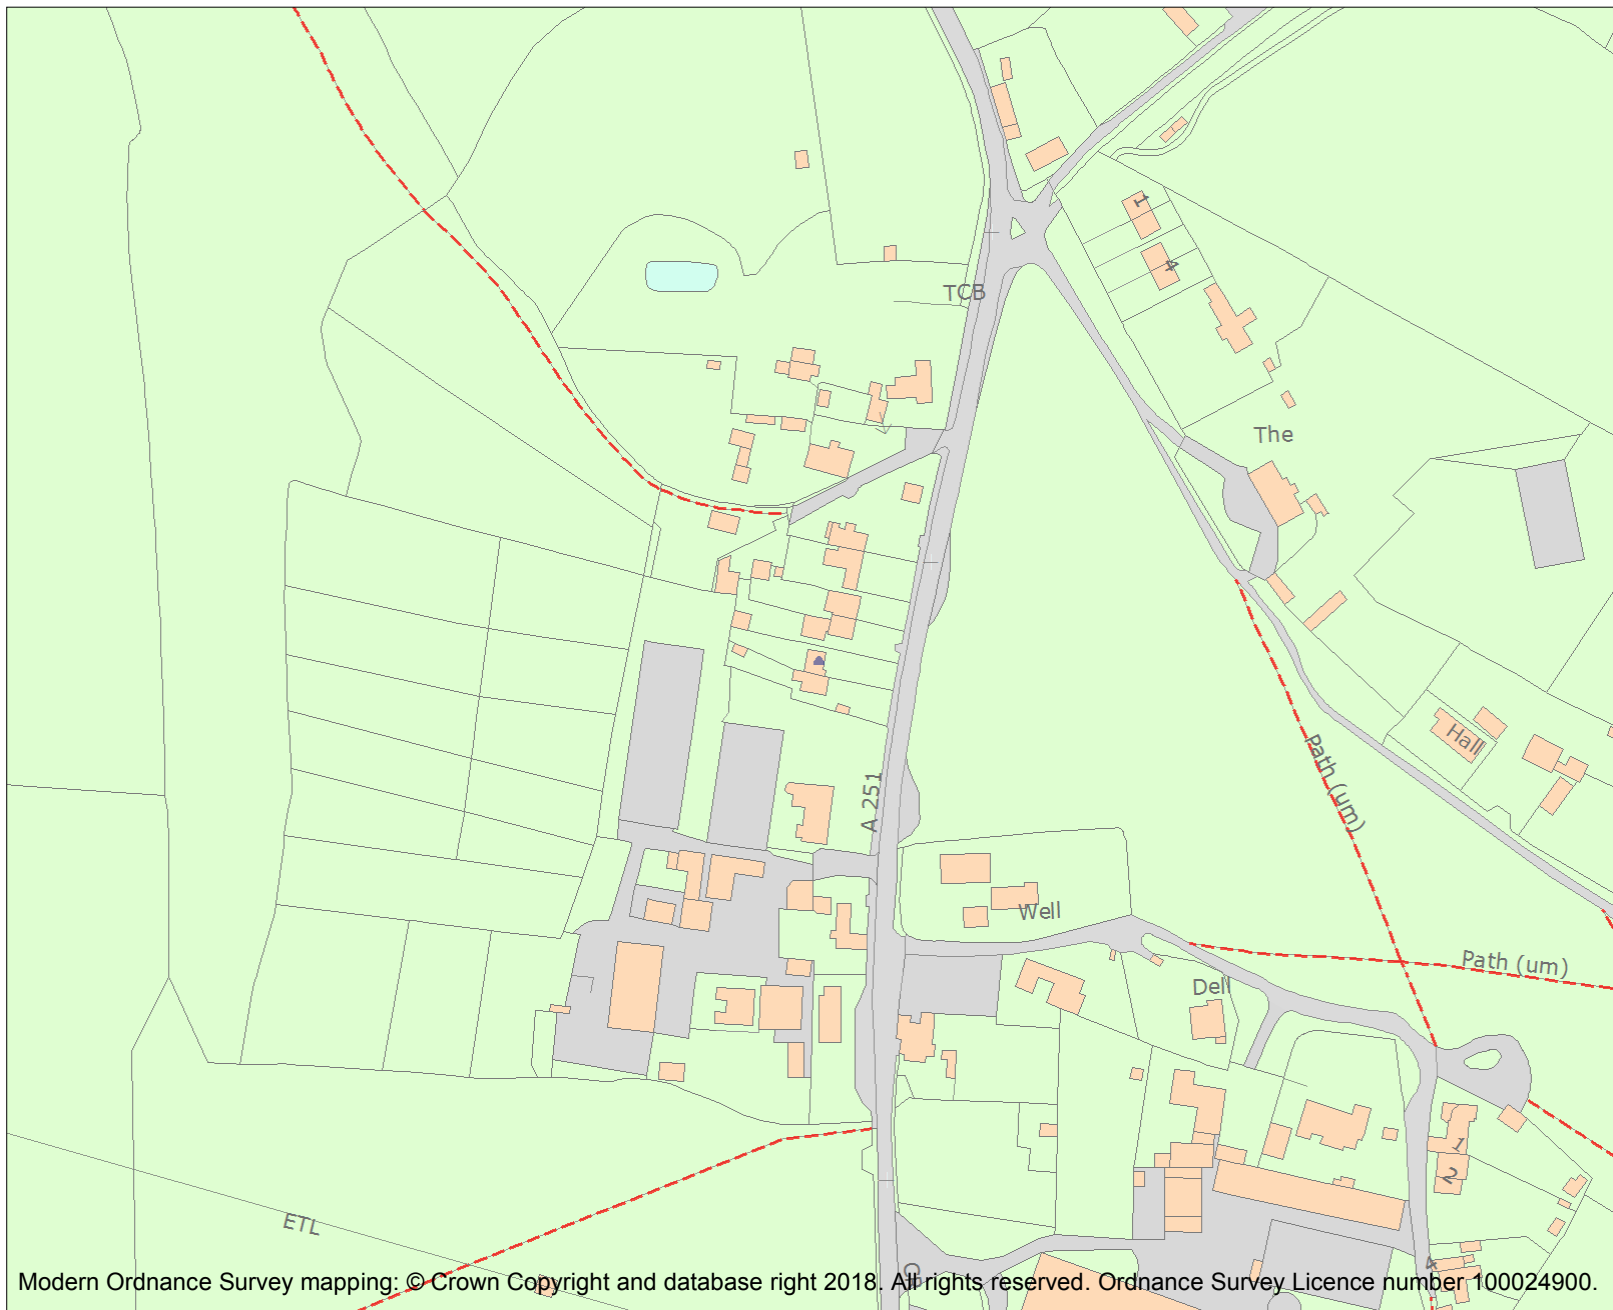 1
4
TCB
The
Path (um)
Hall
A 251
Well
Path (um)
Dell
1
2
ETL
4
Modern Ordnance Survey mapping: © Crown Copyright and database right 2018. All rights reserved. Ordnance Survey Licence number 100024900.